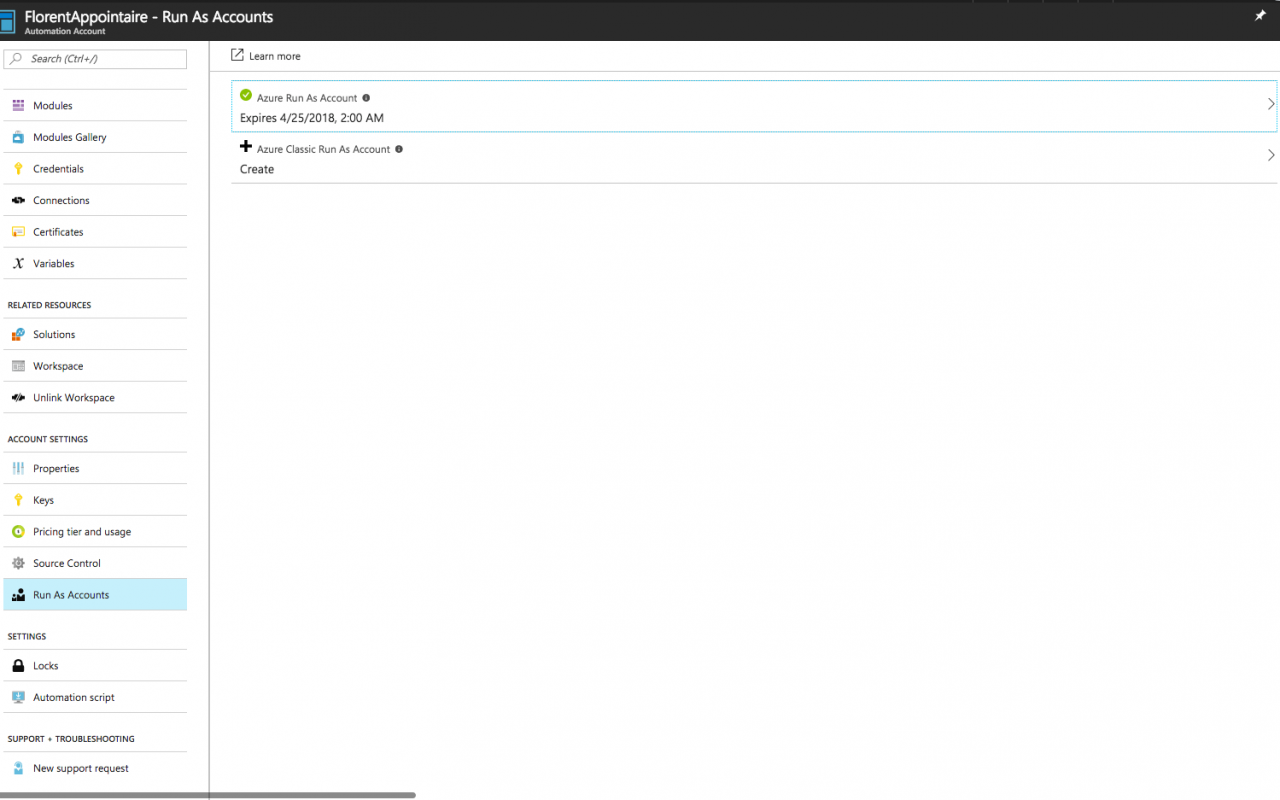 FlorentAppointaire - Run As Accounts
Automation Account
Search (Ctrl+/)
Modules
Modules Gallery
Credentials
Connections
Certificates
Variables
RELATED RESOURCES
Solutions
Workspace
Unlink Workspace
ACCOUNT SETTINGS
Properties
Keys
Pricing tier and usage
Source Control
Run As Accounts
SETTINGS
Locks
Automation script
SUPPORT + TROUBLESHOOTING
New support request
Learn more
Azure Run As Account
Expires 4/25/2018, 2:00 AM
Azure Classic Run As Account
Create